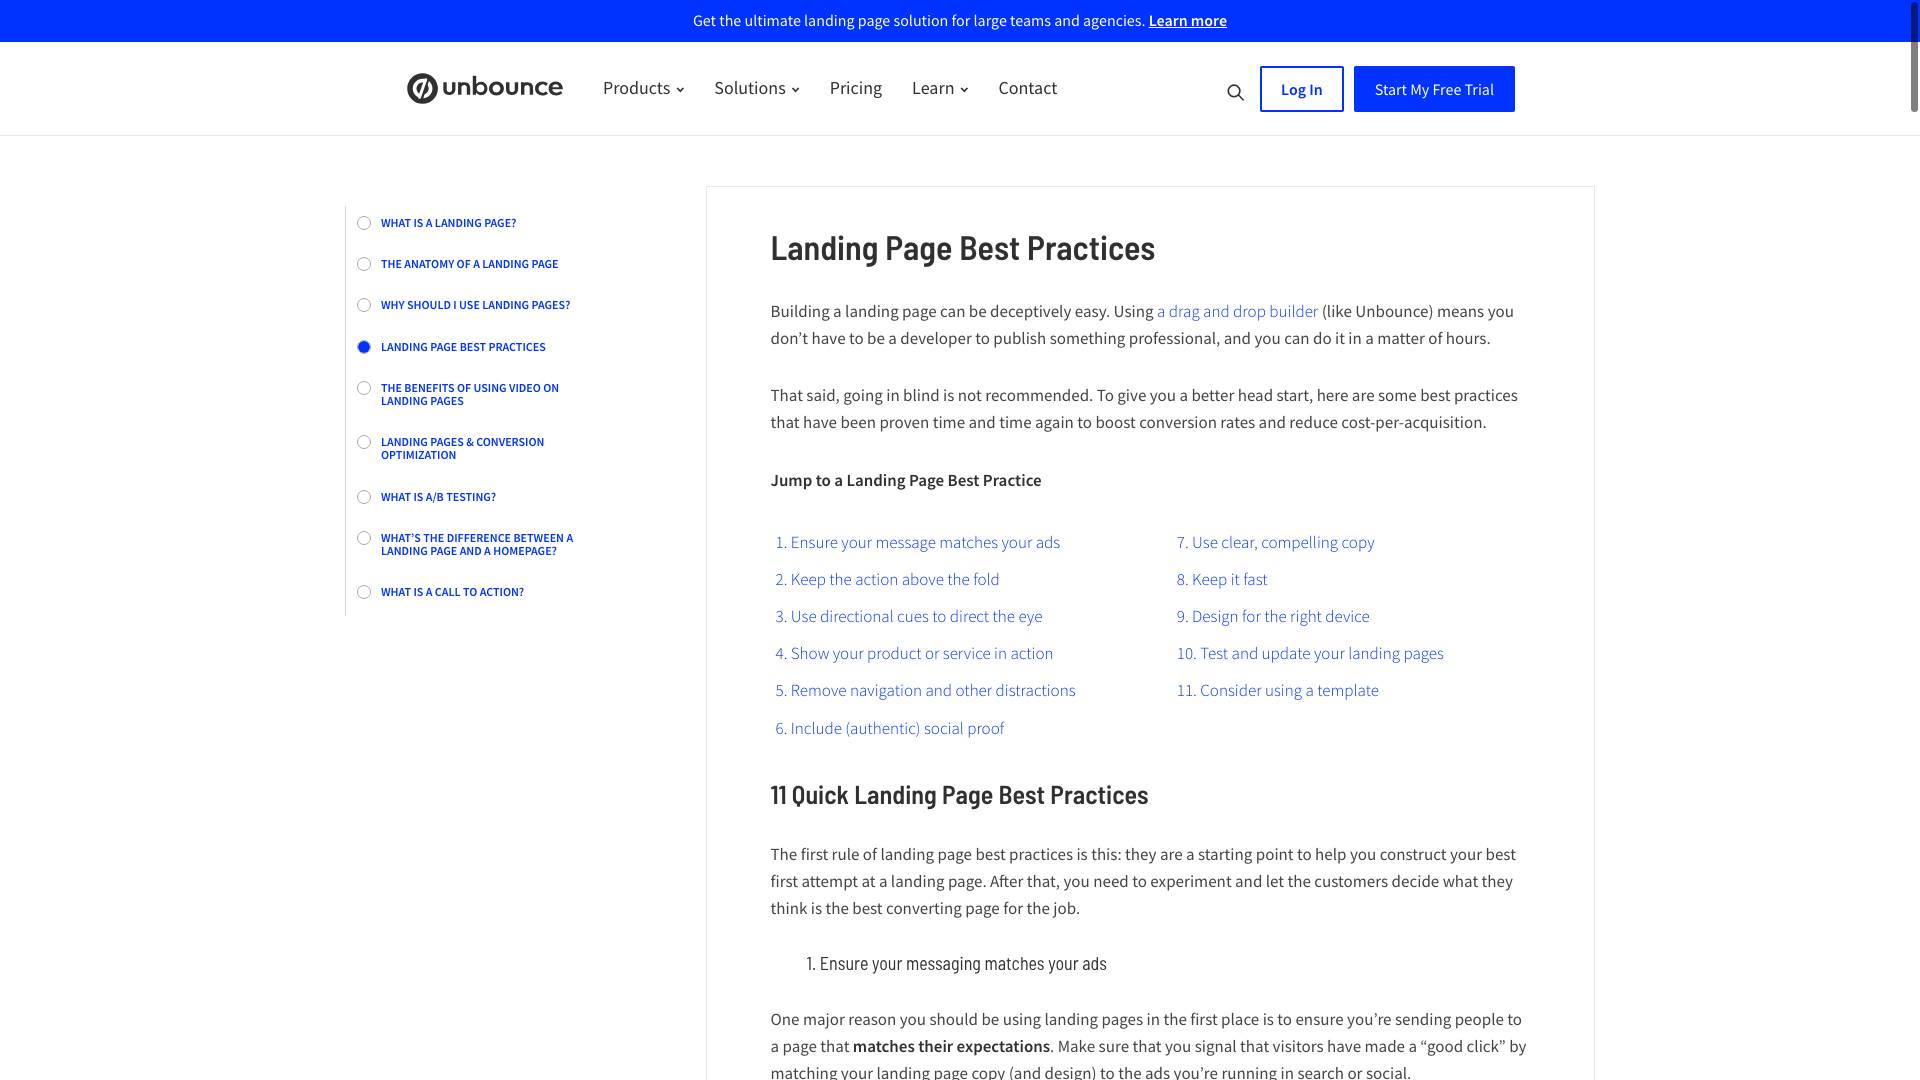 Get the ultimate landing page solution for large teams and agencies. Learn more
unbounce
Products
Solutions
Pricing
Learn
Contact
Log In
Start My Free Trial
WHAT IS A LANDING PAGE?
THE ANATOMY OF A LANDING PAGE
WHY SHOULD I USE LANDING PAGES?
LANDING PAGE BEST PRACTICES
THE BENEFITS OF USING VIDEO ON
LANDING PAGES
LANDING PAGES & CONVERSION
OPTIMIZATION
WHAT IS A/B TESTING?
WHAT’S THE DIFFERENCE BETWEEN A
LANDING PAGE AND A HOMEPAGE?
WHAT IS A CALL TO ACTION?
Landing Page Best Practices
Building a landing page can be deceptively easy. Using a drag and drop builder (like Unbounce) means you
don’t have to be a developer to publish something professional, and you can do it in a matter of hours.
That said, going in blind is not recommended. To give you a better head start, here are some best practices
that have been proven time and time again to boost conversion rates and reduce cost-per-acquisition.
Jump to a Landing Page Best Practice
1. Ensure your message matches your ads
2. Keep the action above the fold
3. Use directional cues to direct the eye
4. Show your product or service in action
5. Remove navigation and other distractions
6. Include (authentic) social proof
7. Use clear, compelling copy
8. Keep it fast
9. Design for the right device
10. Test and update your landing pages
11. Consider using a template
11 Quick Landing Page Best Practices
The first rule of landing page best practices is this: they are a starting point to help you construct your best
first attempt at a landing page. After that, you need to experiment and let the customers decide what they
think is the best converting page for the job.
1. Ensure your messaging matches your ads
One major reason you should be using landing pages in the first place is to ensure you’re sending people to
a page that matches their expectations. Make sure that you signal that visitors have made a “good click” by
matching your landing page copy (and design) to the ads you’re running in search or social.